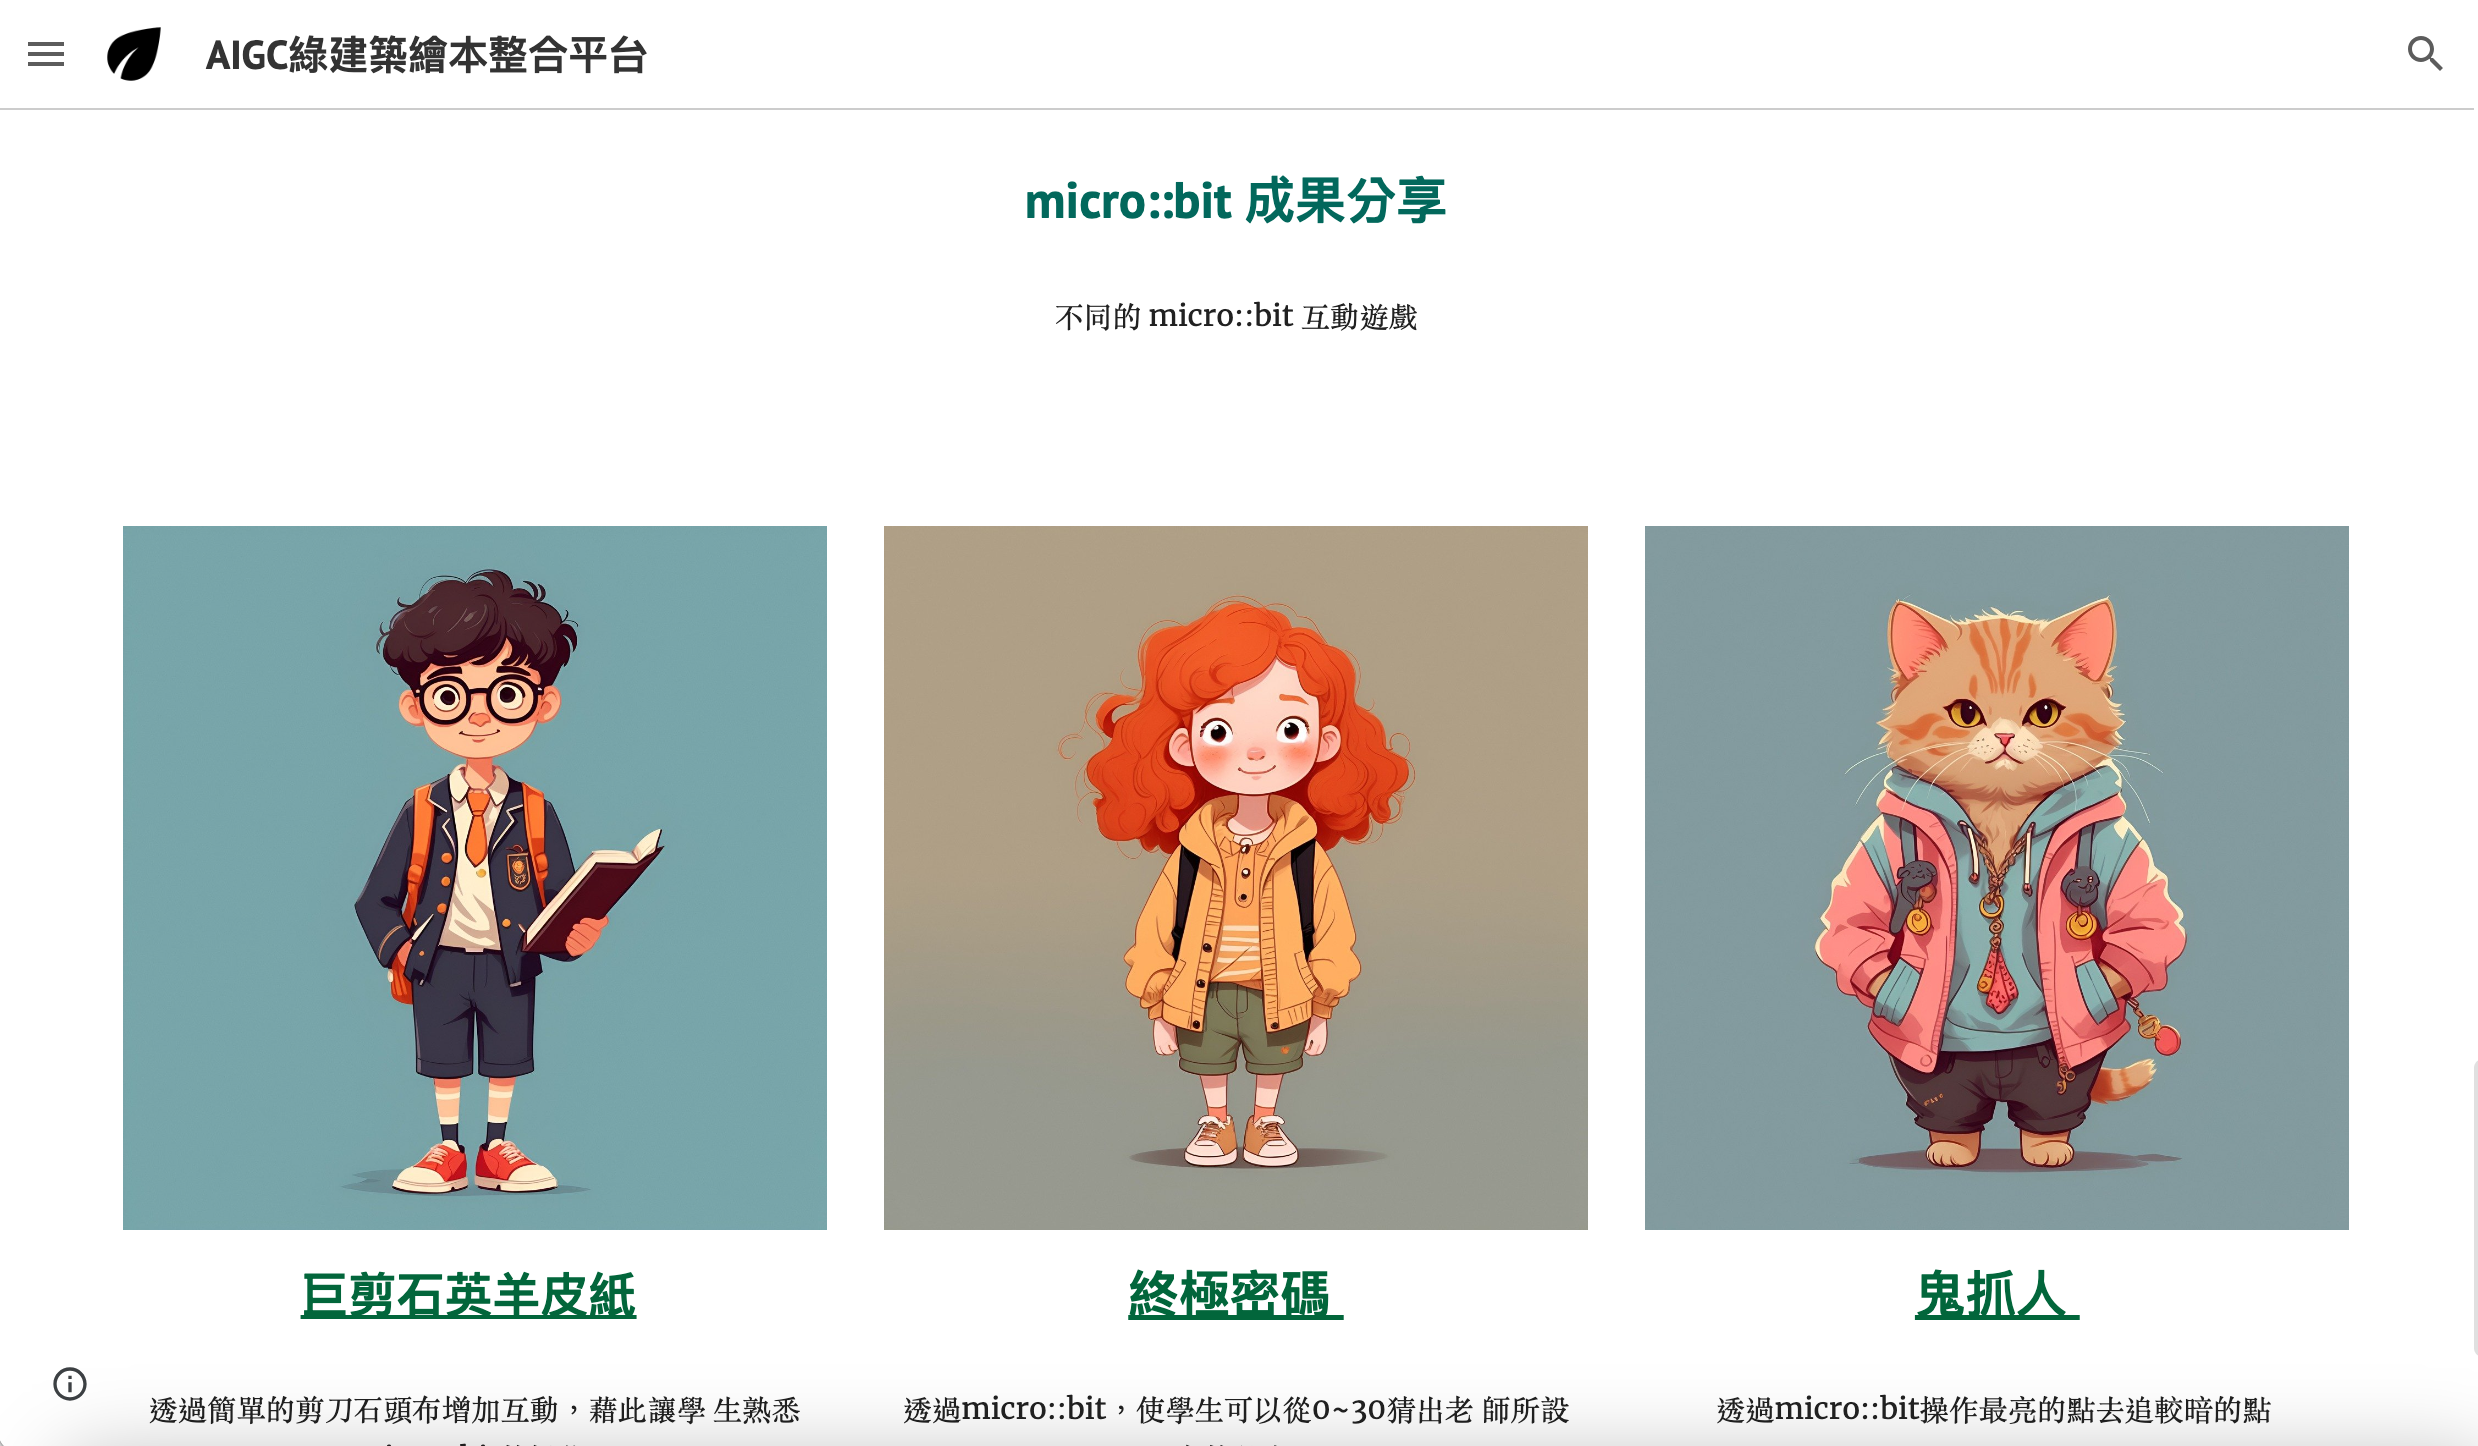 AIGC綠建築繪本整合平台
micro::bit 成果分享
不同的 micro::bit 互動遊戲
巨剪石英羊皮紙
終極密碼
鬼抓人
透過簡單的剪刀石頭布增加互動，藉此讓學 生熟悉
透過micro::bit，使學生可以從0~30猜出老 師所設
透過micro::bit操作最亮的點去追較暗的點